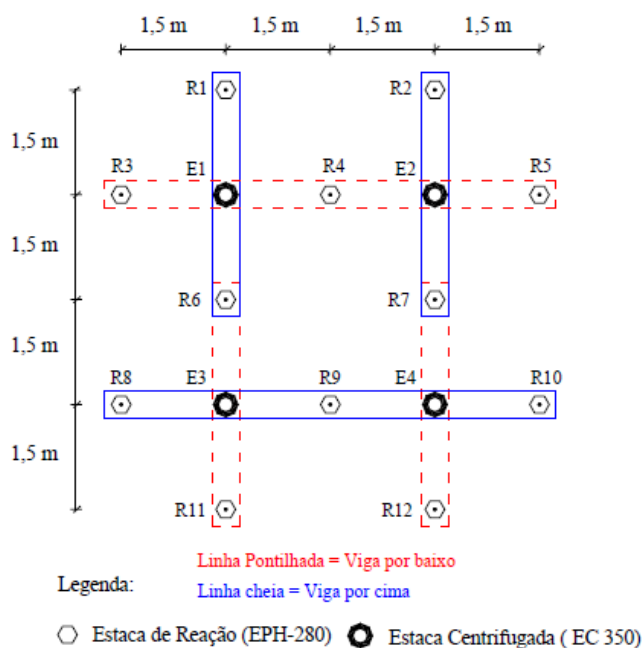 1,5 m 1,5 m 1,5 m 1,5 m
R1 R2
1,5 m
R3 E1 R4 E2 R5
1,5 m
R6 R7
1,5 m
R8 E3 R9 E4 R10
1,5 m
R11 R12
Linha Pontilhada = Viga por baixo
Legenda:
Linha cheia = Viga por cima
Estaca de Reação (EPH-280) Estaca Centrifugada ( EC 350)